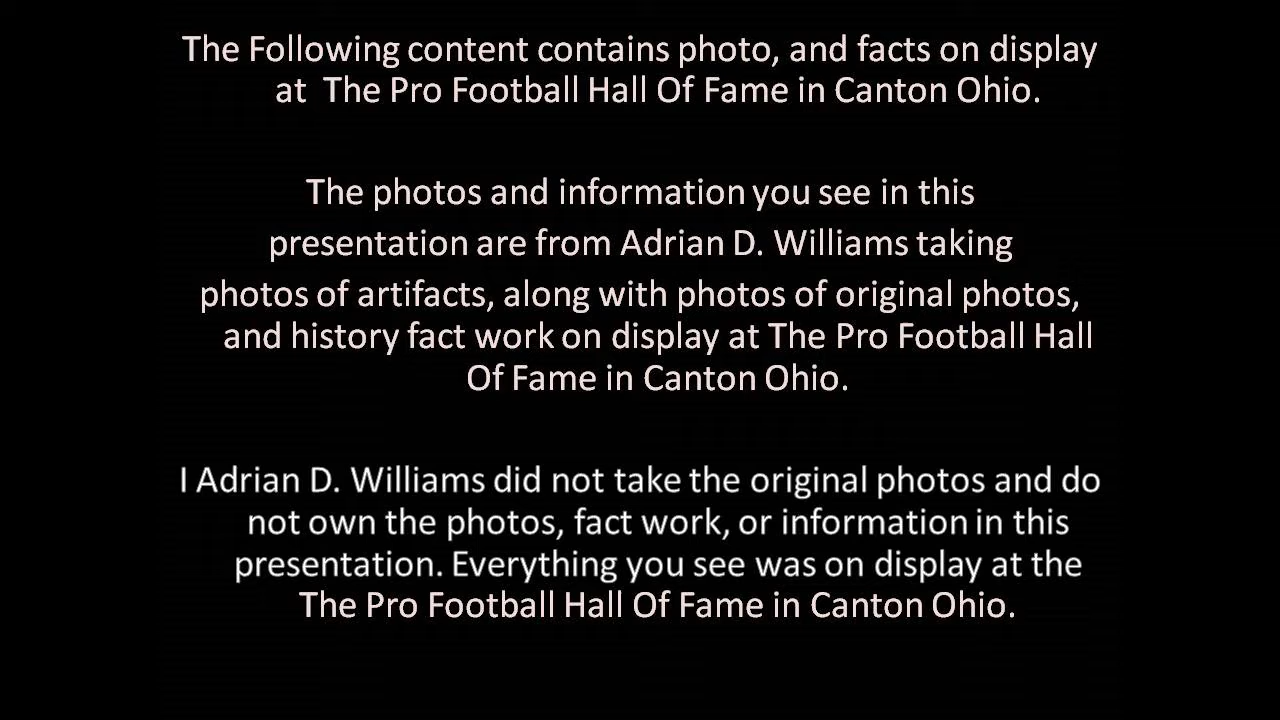 The Following content contains photo, and facts on display
at The Pro Football Hall Of Fame in Canton Ohio.
The photos and information you see in this
presentation are from Adrian D. Williams taking
photos of artifacts, along with photos of original photos,
and history fact work on display at The Pro Football Hall
Of Fame in Canton Ohio.
I Adrian D. Williams did not take the original photos and do
not own the photos, fact work, or information in this
presentation. Everything you see was on display at the
The Pro Football Hall Of Fame in Canton Ohio.